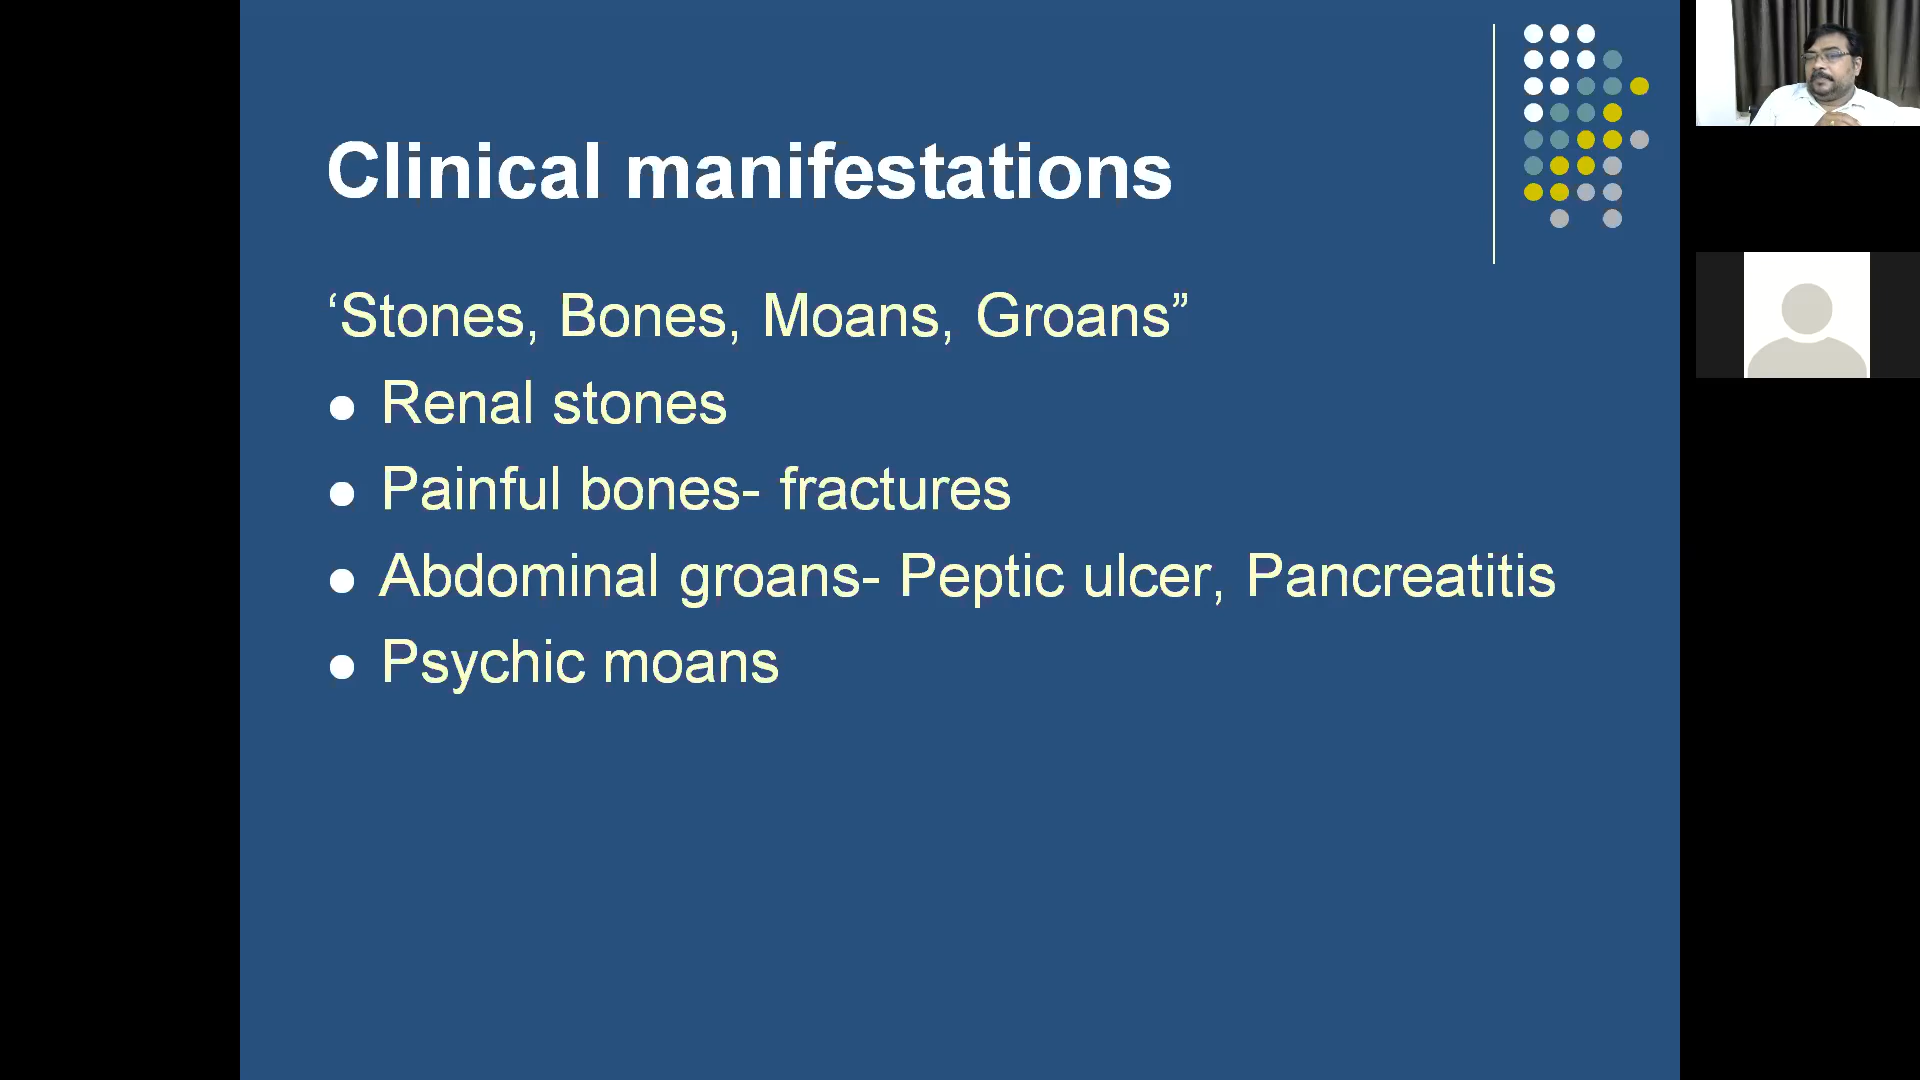 Clinical manifestations
‘Stones, Bones, Moans, Groans”
● Renal stones
● Painful bones- fractures
● Abdominal groans- Peptic ulcer, Pancreatitis
● Psychic moans